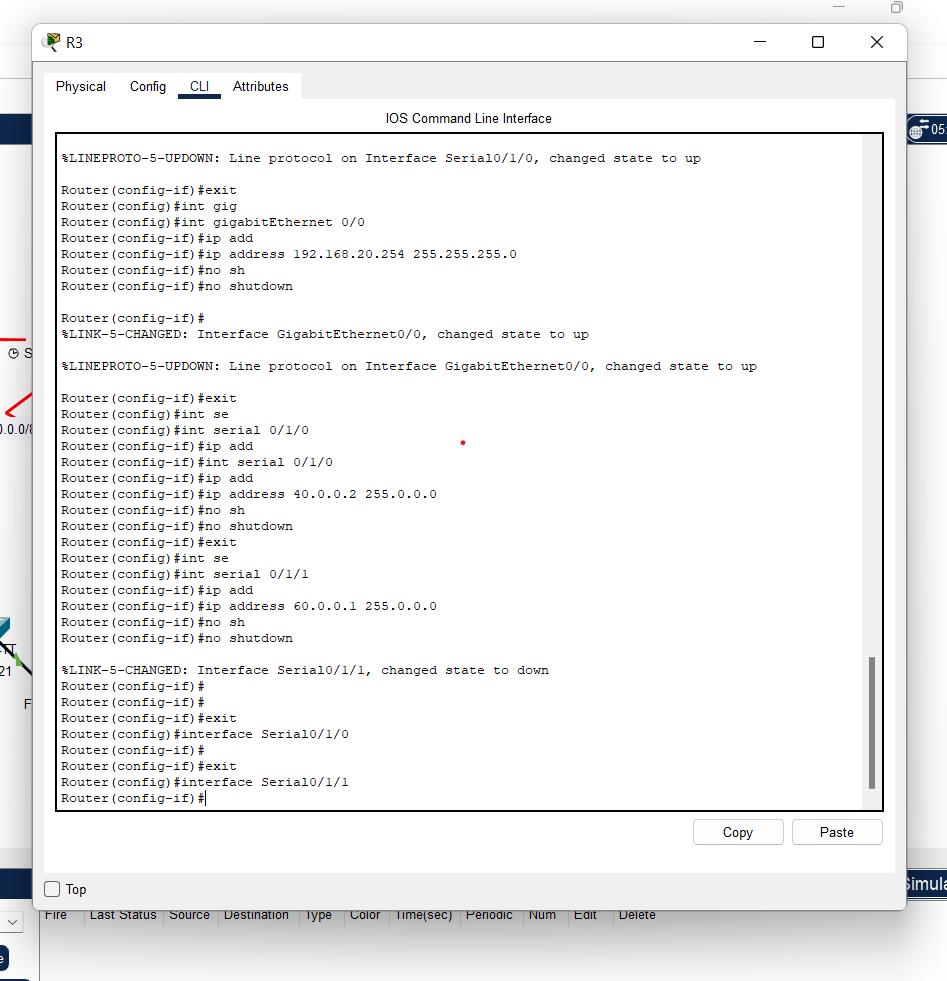 R3
Physical Config CLI Attributes
IOS Command Line Interface
%LINEPROTO-5-UPDOWN: Line protocol on Interface Serial0/1/0, changed state to up
Router(config-if)#exit
Router(config)#int gig
Router(config)#int gigabitEthernet 0/0
Router(config-if)#ip add
Router(config-if)#ip address 192.168.20.254 255.255.255.0
Router(config-if)#no sh
Router(config-if)#no shutdown
Router(config-if)#
%LINK-5-CHANGED: Interface GigabitEthernet0/0, changed state to up
%LINEPROTO-5-UPDOWN: Line protocol on Interface GigabitEthernet0/0, changed state to up
Router(config-if)#exit
Router(config)#int se
Router(config)#int serial 0/1/0
Router(config-if)#ip add
Router(config-if)#int serial 0/1/0
Router(config-if)#ip add
Router(config-if)#ip address 40.0.0.2 255.0.0.0
Router(config-if)#no sh
Router(config-if)#no shutdown
Router(config-if)#exit
Router(config)#int se
Router(config)#int serial 0/1/1
Router(config-if)#ip add
Router(config-if)#ip address 60.0.0.1 255.0.0.0
Router(config-if)#no sh
Router(config-if)#no shutdown
%LINK-5-CHANGED: Interface Serial0/1/1, changed state to down
Router(config-if)#
Router(config-if)#
Router(config-if)#exit
Router(config)#interface Serial0/1/0
Router(config-if)#
Router(config-if)#exit
Router(config)#interface Serial0/1/1
Router(config-if)#
Copy Paste
Top
Fire Last Status Source Destination Type Color Time(sec) Periodic Num Edit Delete